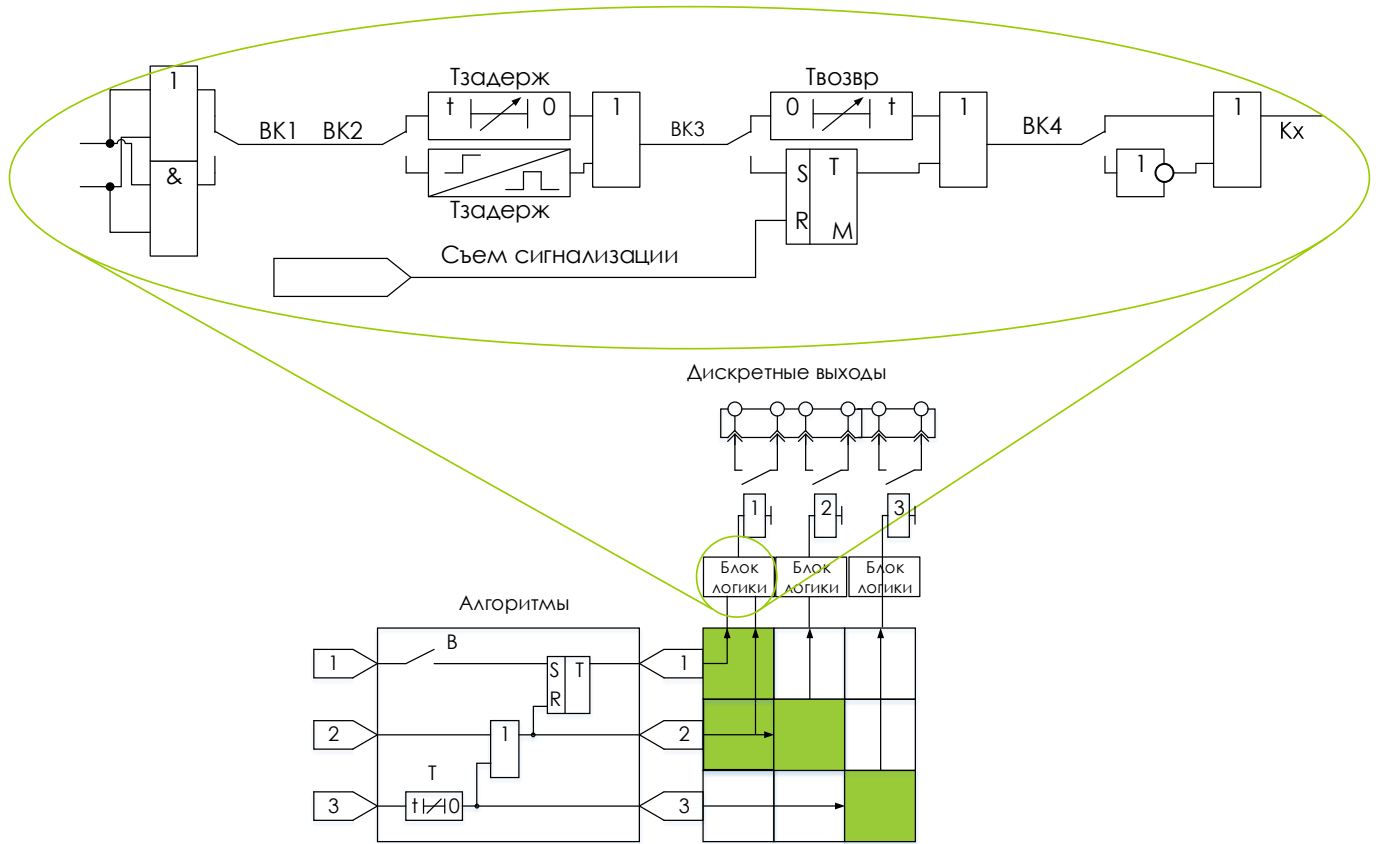 Тзадерж
Твозвр
1
t
0
1
0
t
1
1
ВК1
ВК2
ВК3
ВК4
Кх
&
S
T
1
R
M
Тзадерж
Съем сигнализации
Дискретные выходы
1
2
3
Блок
логики
Блок
логики
Блок
логики
Алгоритмы
В
1
S
T
1
R
2
1
2
Т
3
t
0
3